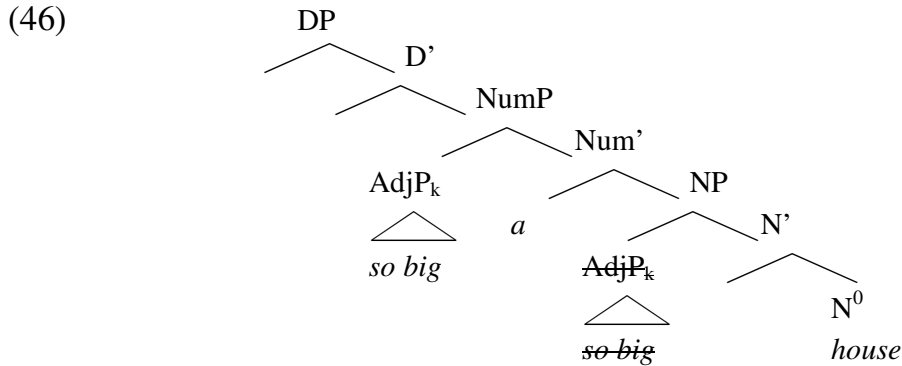 (46) DP
D’
NumP
Num’
AdjPk NP
a N’
so big AdjPk
N0
so big house